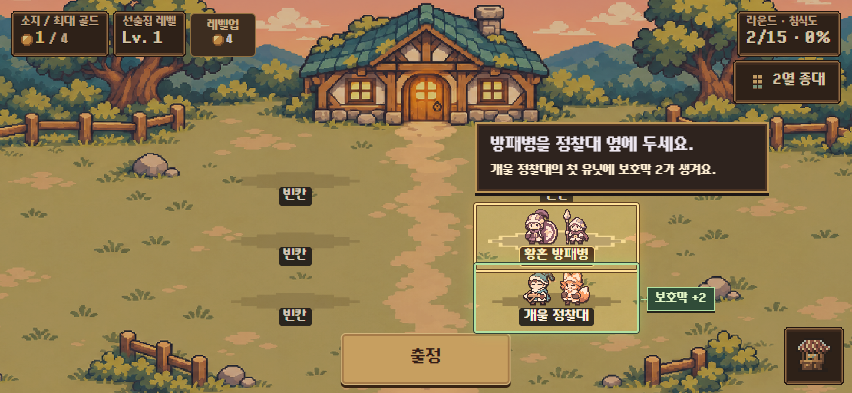 소지 / 최대 골드
1 / 4
선술집 레벨
Lv. 1
레벨업
4
라운드 · 침식도
2/15 · 0%
2열 종대
방패병을 정찰대 옆에 두세요.
개울 정찰대의 첫 유닛에 보호막 2가 생겨요.
빈칸
빈칸
황혼 방패병
빈칸
개울 정찰대
보호막 +2
빈칸
출정